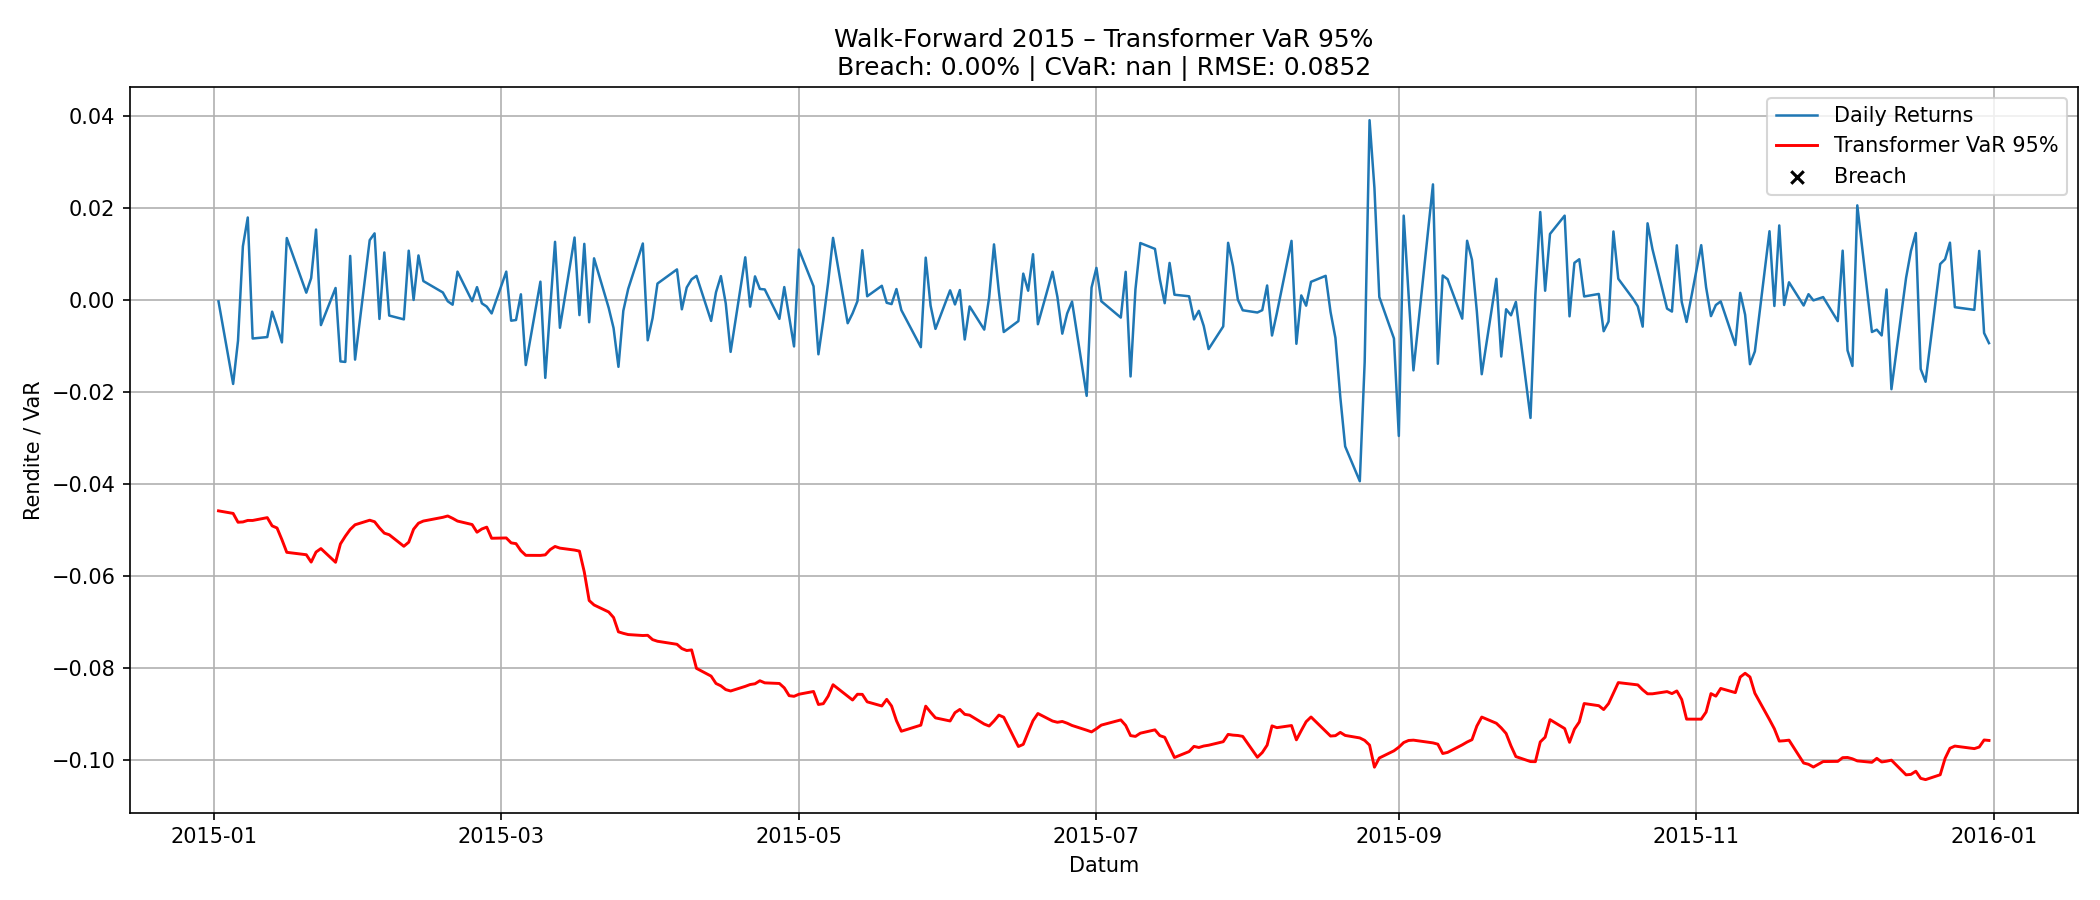 Walk-Forward 2015 – Transformer VaR 95%
Breach: 0.00% | CVaR: nan | RMSE: 0.0852
Daily Returns
Transformer VaR 95%
Breach
Rendite / VaR
0.04
0.02
0.00
−0.02
−0.04
−0.06
−0.08
−0.10
2015-01
2015-03
2015-05
2015-07
2015-09
2015-11
2016-01
Datum